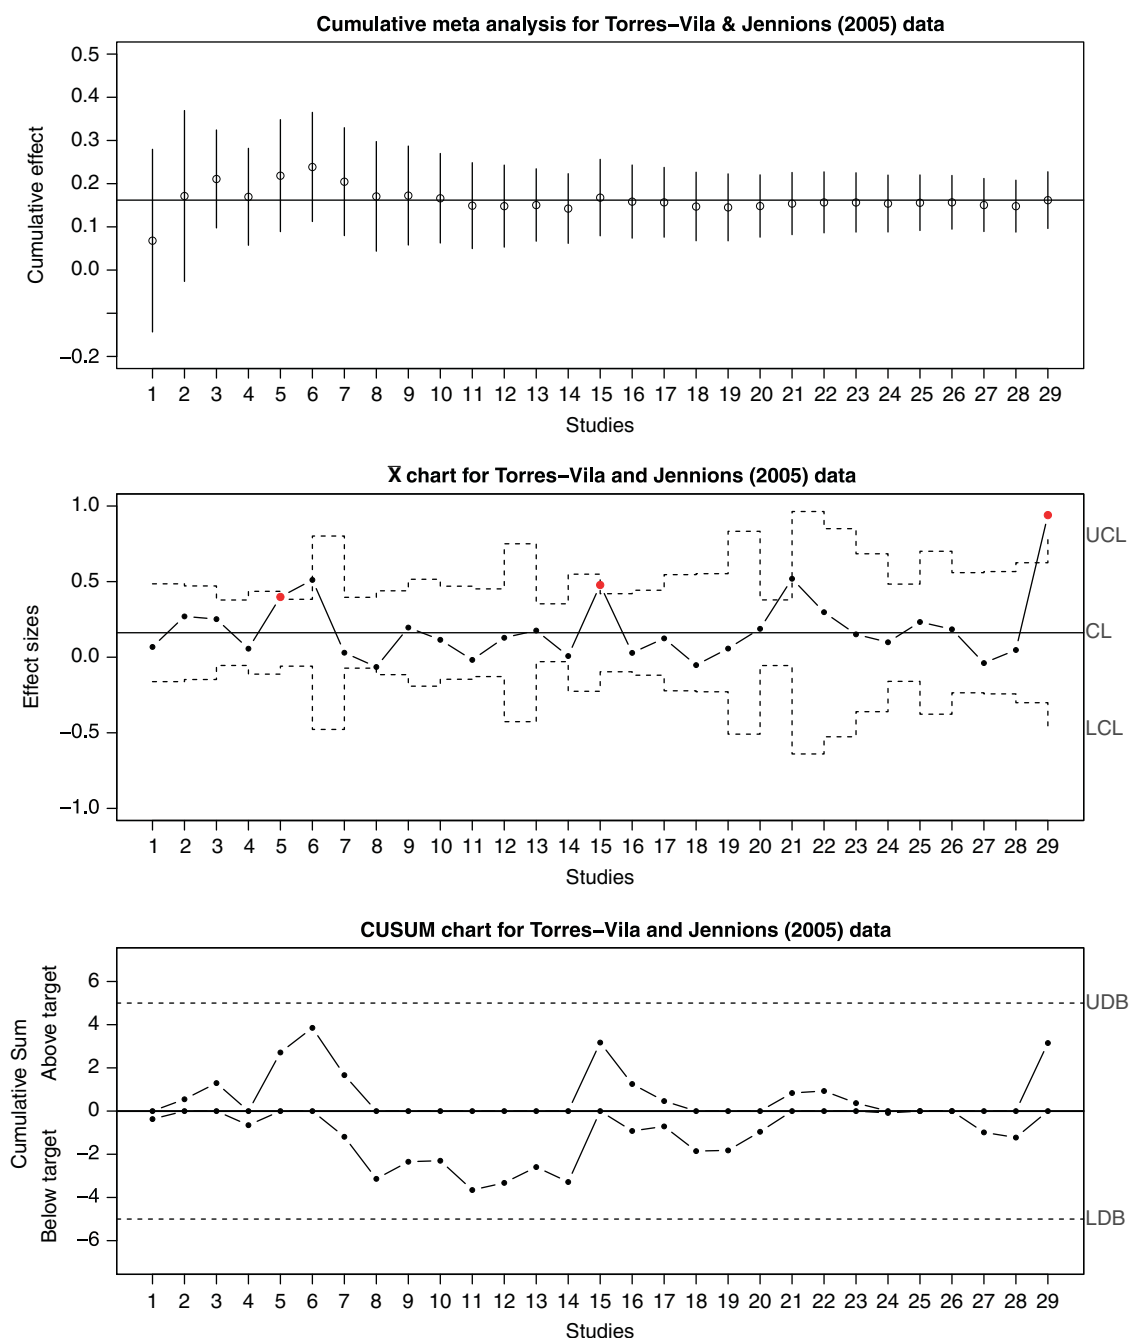 Cumulative meta analysis for Torres−Vila & Jennions (2005) data
Cumulative effect
0.5
0.4
0.3
0.2
0.1
0.0
−0.2
1 2 3 4 5 6 7 8 9 10 11 12 13 14 15 16 17 18 19 20 21 22 23 24 25 26 27 28 29
Studies
X̅ chart for Torres−Vila and Jennions (2005) data
Effect sizes
1.0
0.5
0.0
−0.5
−1.0
UCL
CL
LCL
1 2 3 4 5 6 7 8 9 10 11 12 13 14 15 16 17 18 19 20 21 22 23 24 25 26 27 28 29
Studies
CUSUM chart for Torres−Vila and Jennions (2005) data
Cumulative Sum
Below target Above target
6
4
2
0
−2
−4
−6
UDB
LDB
1 2 3 4 5 6 7 8 9 10 11 12 13 14 15 16 17 18 19 20 21 22 23 24 25 26 27 28 29
Studies